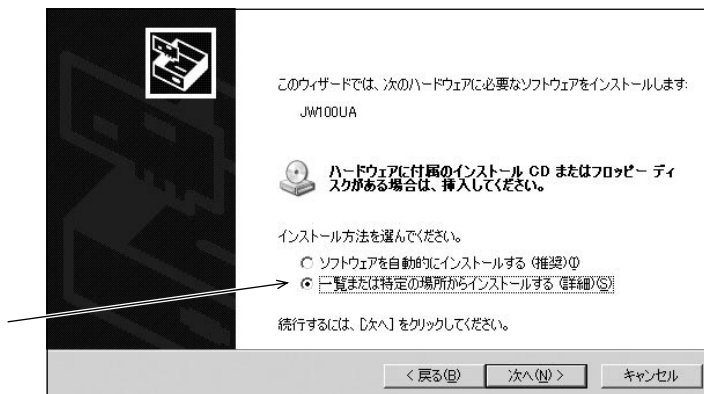 このウィザードでは、次のハードウェアに必要なソフトウェアをインストールします:
JW100UA
ハードウェアに付属のインストール CD またはフロッピー ディ
スクがある場合は、挿入してください。
インストール方法を選んでください。
ソフトウェアを自動的にインストールする (推奨)(I)
一覧または特定の場所からインストールする (詳細)(S)
続行するには、[次へ] をクリックしてください。
< 戻る(B)
次へ(N) >
キャンセル